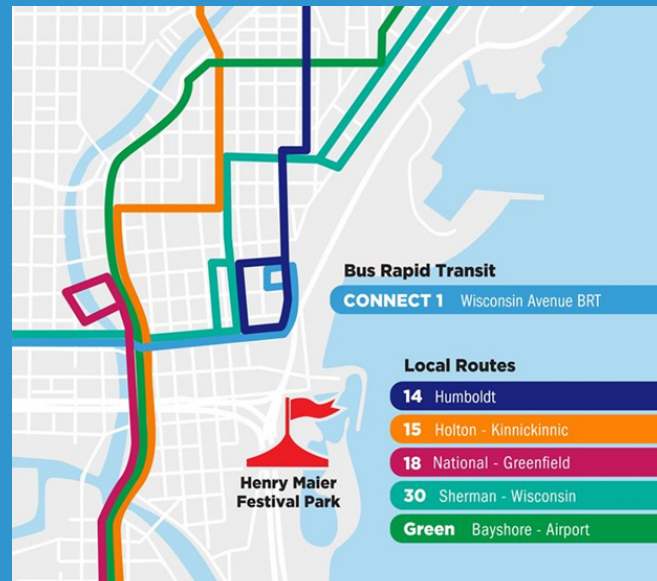 Bus Rapid Transit
CONNECT 1 Wisconsin Avenue BRT
Local Routes
14 Humboldt
15 Holton - Kinnickinnic
18 National - Greenfield
30 Sherman - Wisconsin
Green Bayshore - Airport
Henry Maier
Festival Park